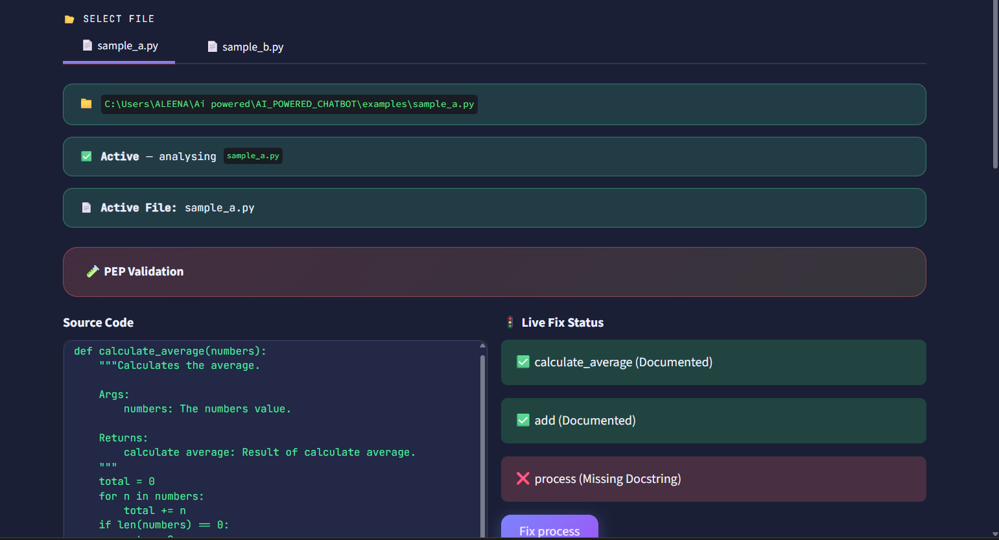 SELECT FILE
sample_a.py
sample_b.py
C:\Users\ALEENA\Ai powered\AI_POWERED_CHATBOT\examples\sample_a.py
Active — analysing sample_a.py
Active File: sample_a.py
PEP Validation
Source Code
def calculate_average(numbers):
    """Calculates the average.
    Args:
        numbers: The numbers value.
    Returns:
        calculate average: Result of calculate average.
    """
    total = 0
    for n in numbers:
        total += n
    if len(numbers) == 0:
Live Fix Status
calculate_average (Documented)
add (Documented)
process (Missing Docstring)
Fix process